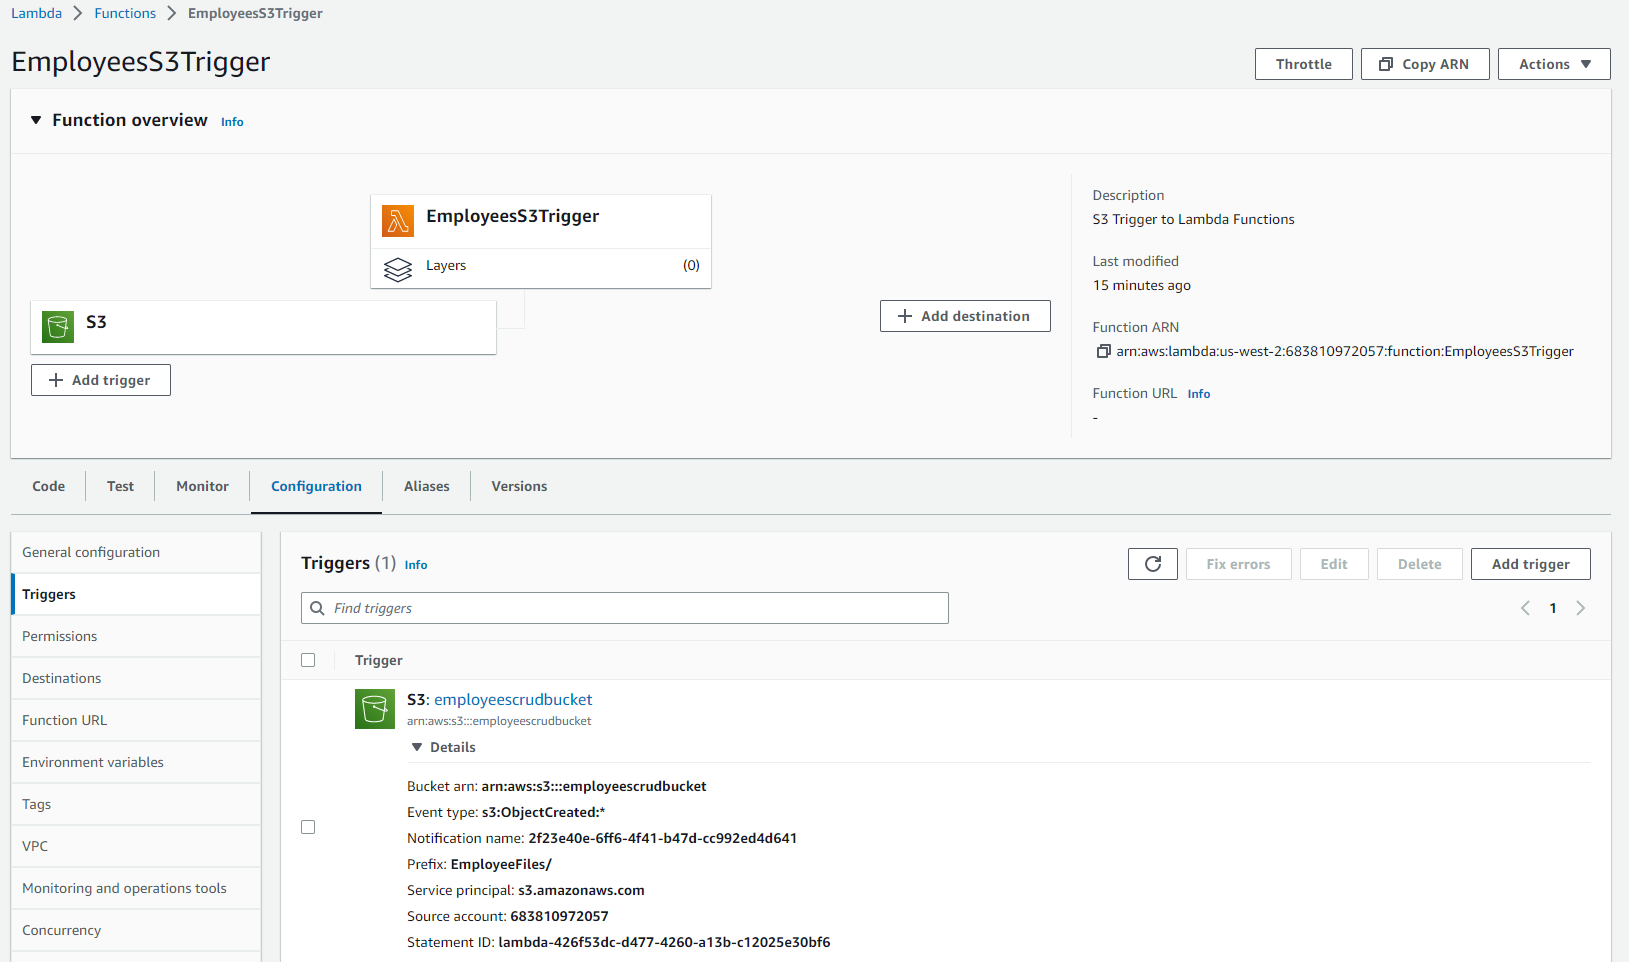 Lambda > Functions > EmployeesS3Trigger
EmployeesS3Trigger
Throttle
Copy ARN
Actions
Function overview Info
EmployeesS3Trigger
Layers (0)
S3
+ Add trigger
+ Add destination
Description
S3 Trigger to Lambda Functions
Last modified
15 minutes ago
Function ARN
arn:aws:lambda:us-west-2:683810972057:function:EmployeesS3Trigger
Function URL Info
-
Code
Test
Monitor
Configuration
Aliases
Versions
General configuration
Triggers
Permissions
Destinations
Function URL
Environment variables
Tags
VPC
Monitoring and operations tools
Concurrency
Triggers (1) Info
Fix errors
Edit
Delete
Add trigger
Find triggers
1
Trigger
S3: employeescrudbucket
arn:aws:s3:::employeescrudbucket
Details
Bucket arn: arn:aws:s3:::employeescrudbucket
Event type: s3:ObjectCreated:*
Notification name: 2f23e40e-6ff6-4f41-b47d-cc992ed4d641
Prefix: EmployeeFiles/
Service principal: s3.amazonaws.com
Source account: 683810972057
Statement ID: lambda-426f53dc-d477-4260-a13b-c12025e30bf6